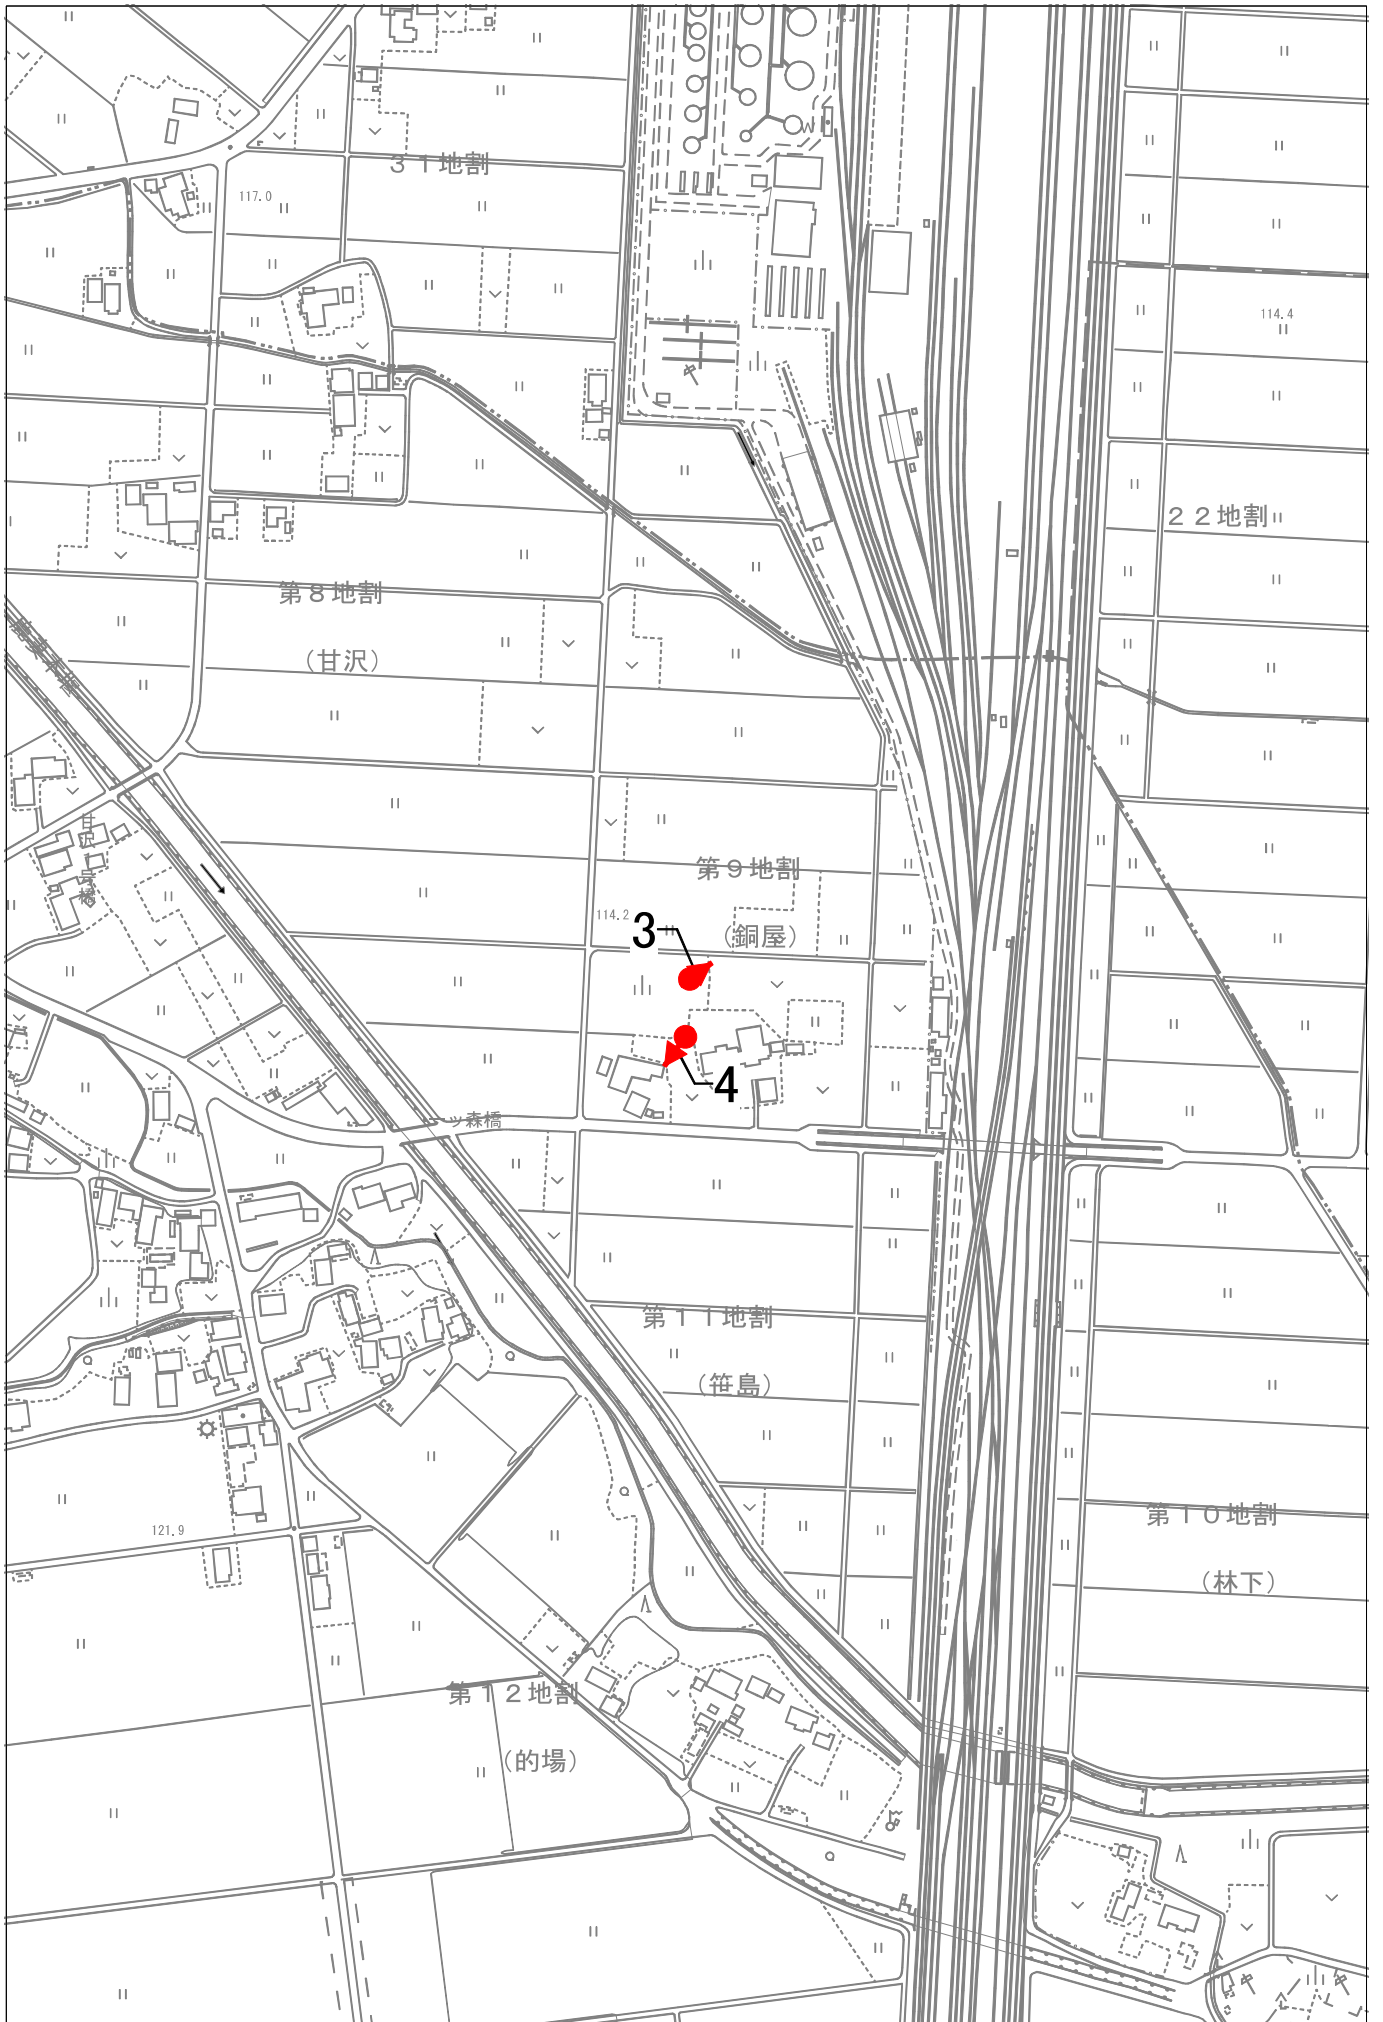 31地割
117.0
114.4
22地割
第8地割
(甘沢)
第9地割
114.2
3
(銅屋)
4
一ッ森橋
第11地割
(笹島)
第10地割
121.9
(林下)
第12地割
(的場)